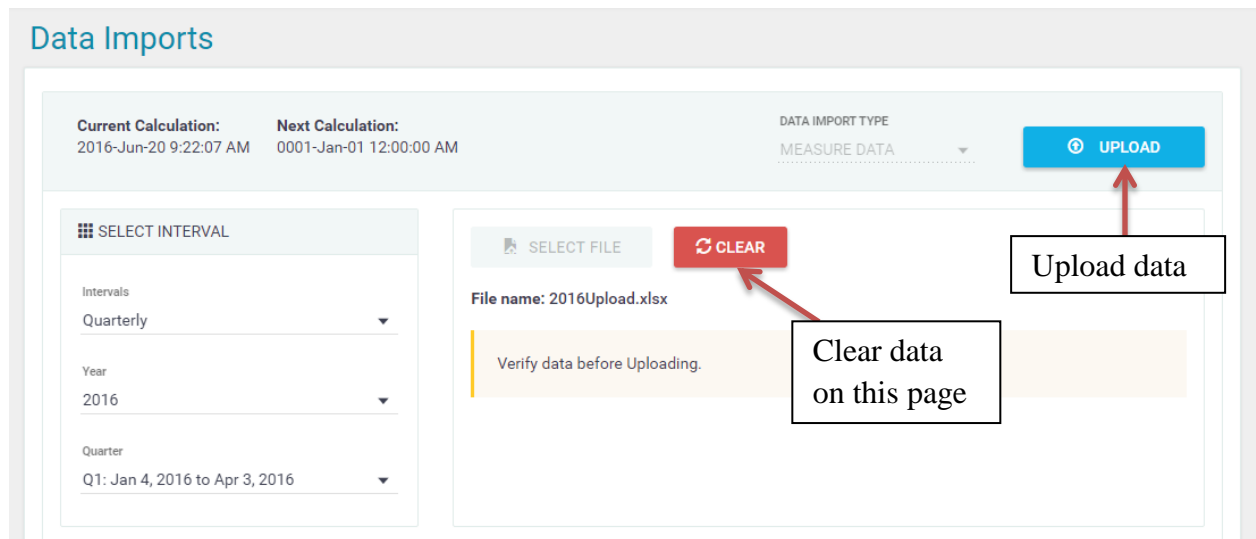 Data Imports
Current Calculation:
2016-Jun-20 9:22:07 AM
Next Calculation:
0001-Jan-01 12:00:00 AM
DATA IMPORT TYPE
MEASURE DATA
UPLOAD
SELECT INTERVAL
Intervals
Quarterly
Year
2016
Quarter
Q1: Jan 4, 2016 to Apr 3, 2016
SELECT FILE
CLEAR
File name: 2016Upload.xlsx
Verify data before Uploading.
Upload data
Clear data
on this page